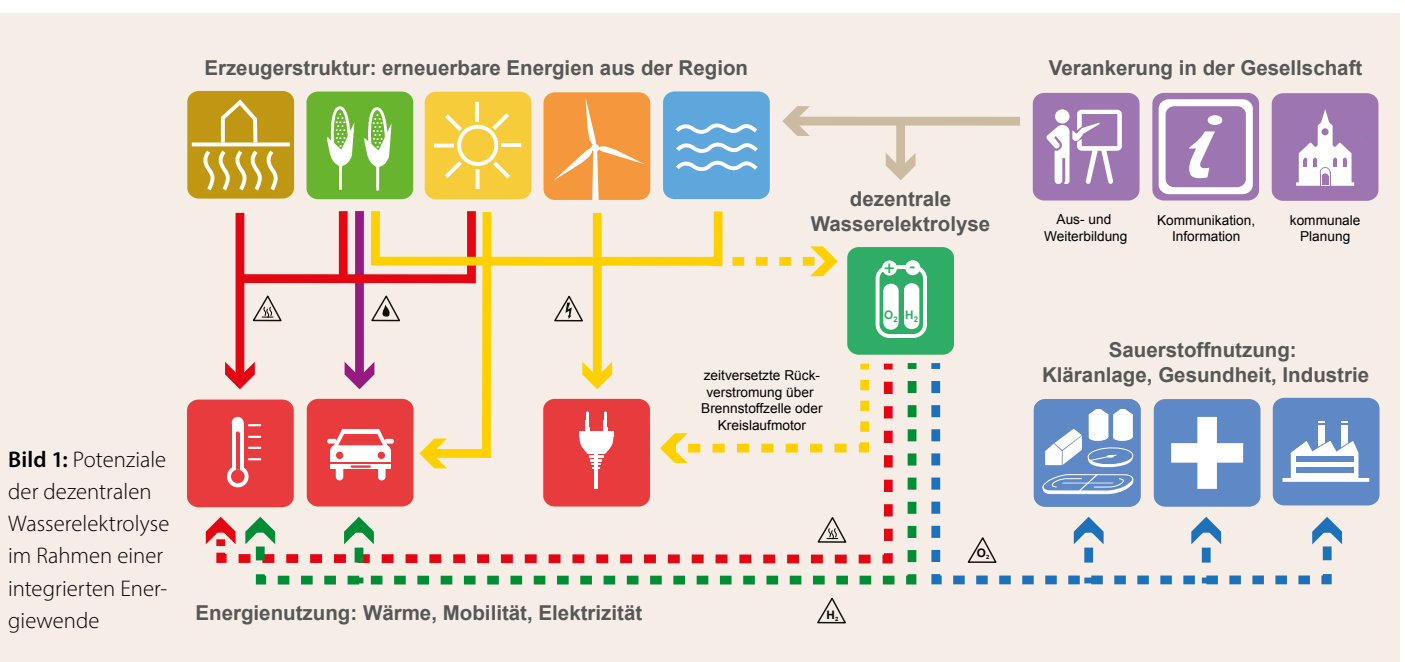 Erzeugerstruktur: erneuerbare Energien aus der Region
Verankerung in der Gesellschaft
i
Aus- und
Weiterbildung
Kommunikation,
Information
kommunale
Planung
dezentrale
Wasserelektrolyse
+ -
O₂ H₂
zeitversetzte Rück-
verstromung über
Brennstoffzelle oder
Kreislaufmotor
Sauerstoffnutzung:
Kläranlage, Gesundheit, Industrie
O₂
H₂
Energienutzung: Wärme, Mobilität, Elektrizität
Bild 1: Potenziale
der dezentralen
Wasserelektrolyse
im Rahmen einer
integrierten Ener-
giewende